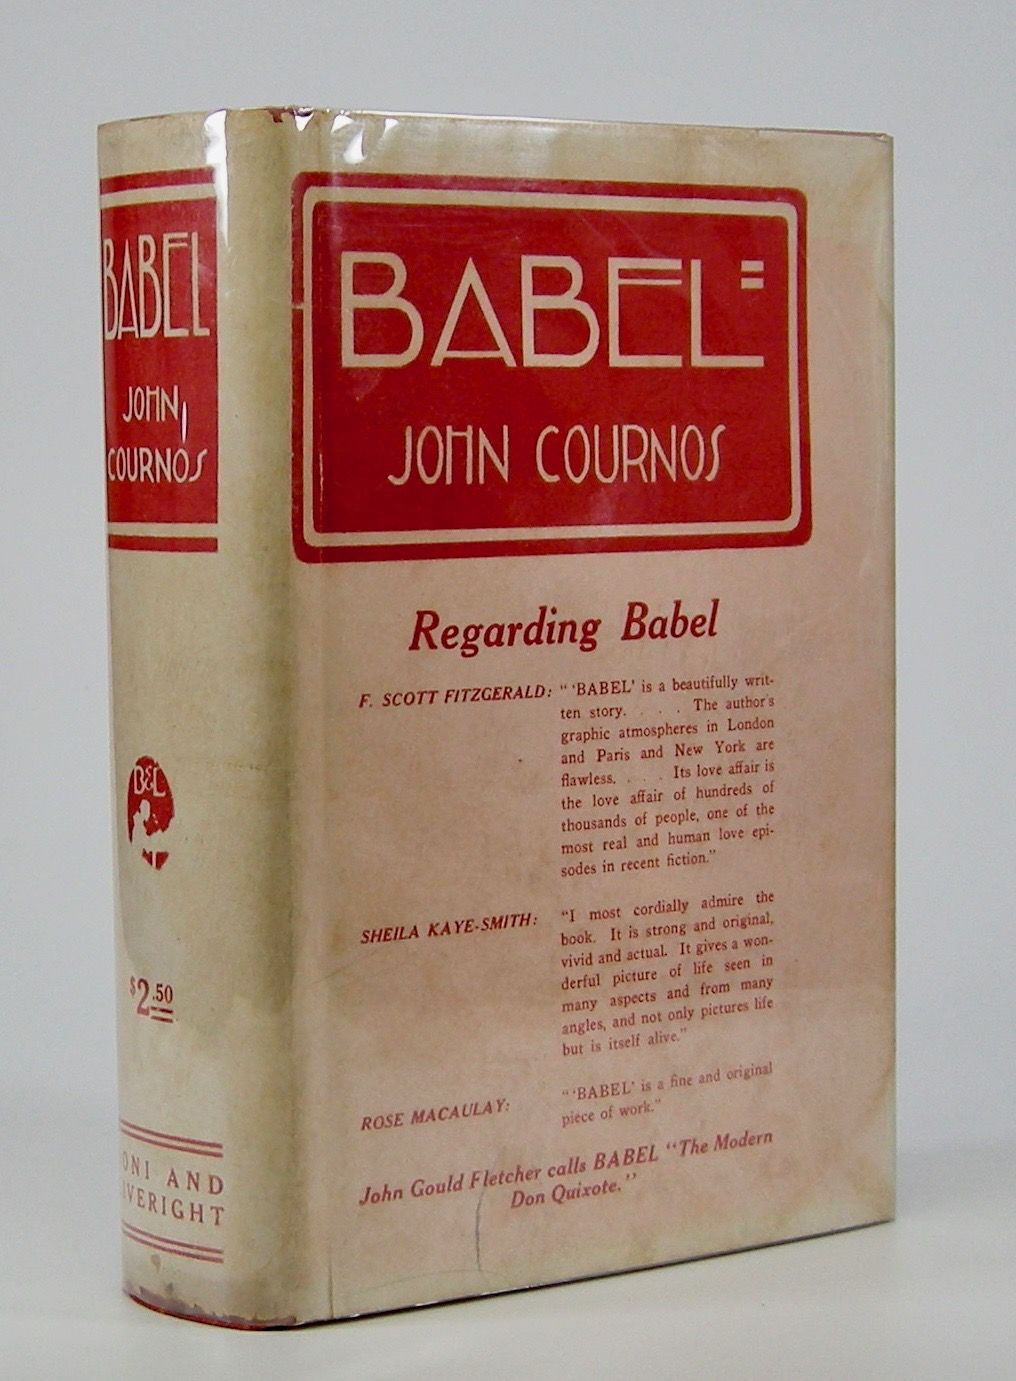 BABEL
JOHN
COURNOS
B&L
$2.50
ONI AND
IVERIGHT
BABEL=
JOHN COURNOS
Regarding Babel
F. SCOTT FITZGERALD: "'BABEL' is a beautifully writ-
ten story. . . . The author's
graphic atmospheres in London
and Paris and New York are
flawless. . . . Its love affair is
the love affair of hundreds of
thousands of people, one of the
most real and human love epi-
sodes in recent fiction."
SHEILA KAYE-SMITH: "I most cordially admire the
book. It is strong and original,
vivid and actual. It gives a won-
derful picture of life seen in
many aspects and from many
angles, and not only pictures life
but is itself alive."
ROSE MACAULAY: "'BABEL' is a fine and original
piece of work."
John Gould Fletcher calls BABEL "The Modern
Don Quixote."